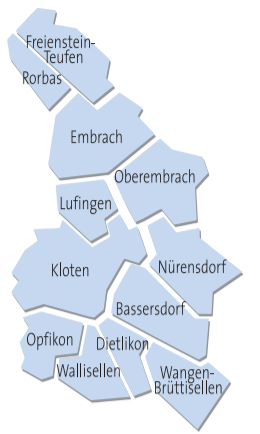 Freienstein-
Teufen
Rorbas
Embrach
Oberembrach
Lufingen
Kloten
Nürensdorf
Bassersdorf
Opfikon
Dietlikon
Wallisellen
Wangen-
Brüttisellen